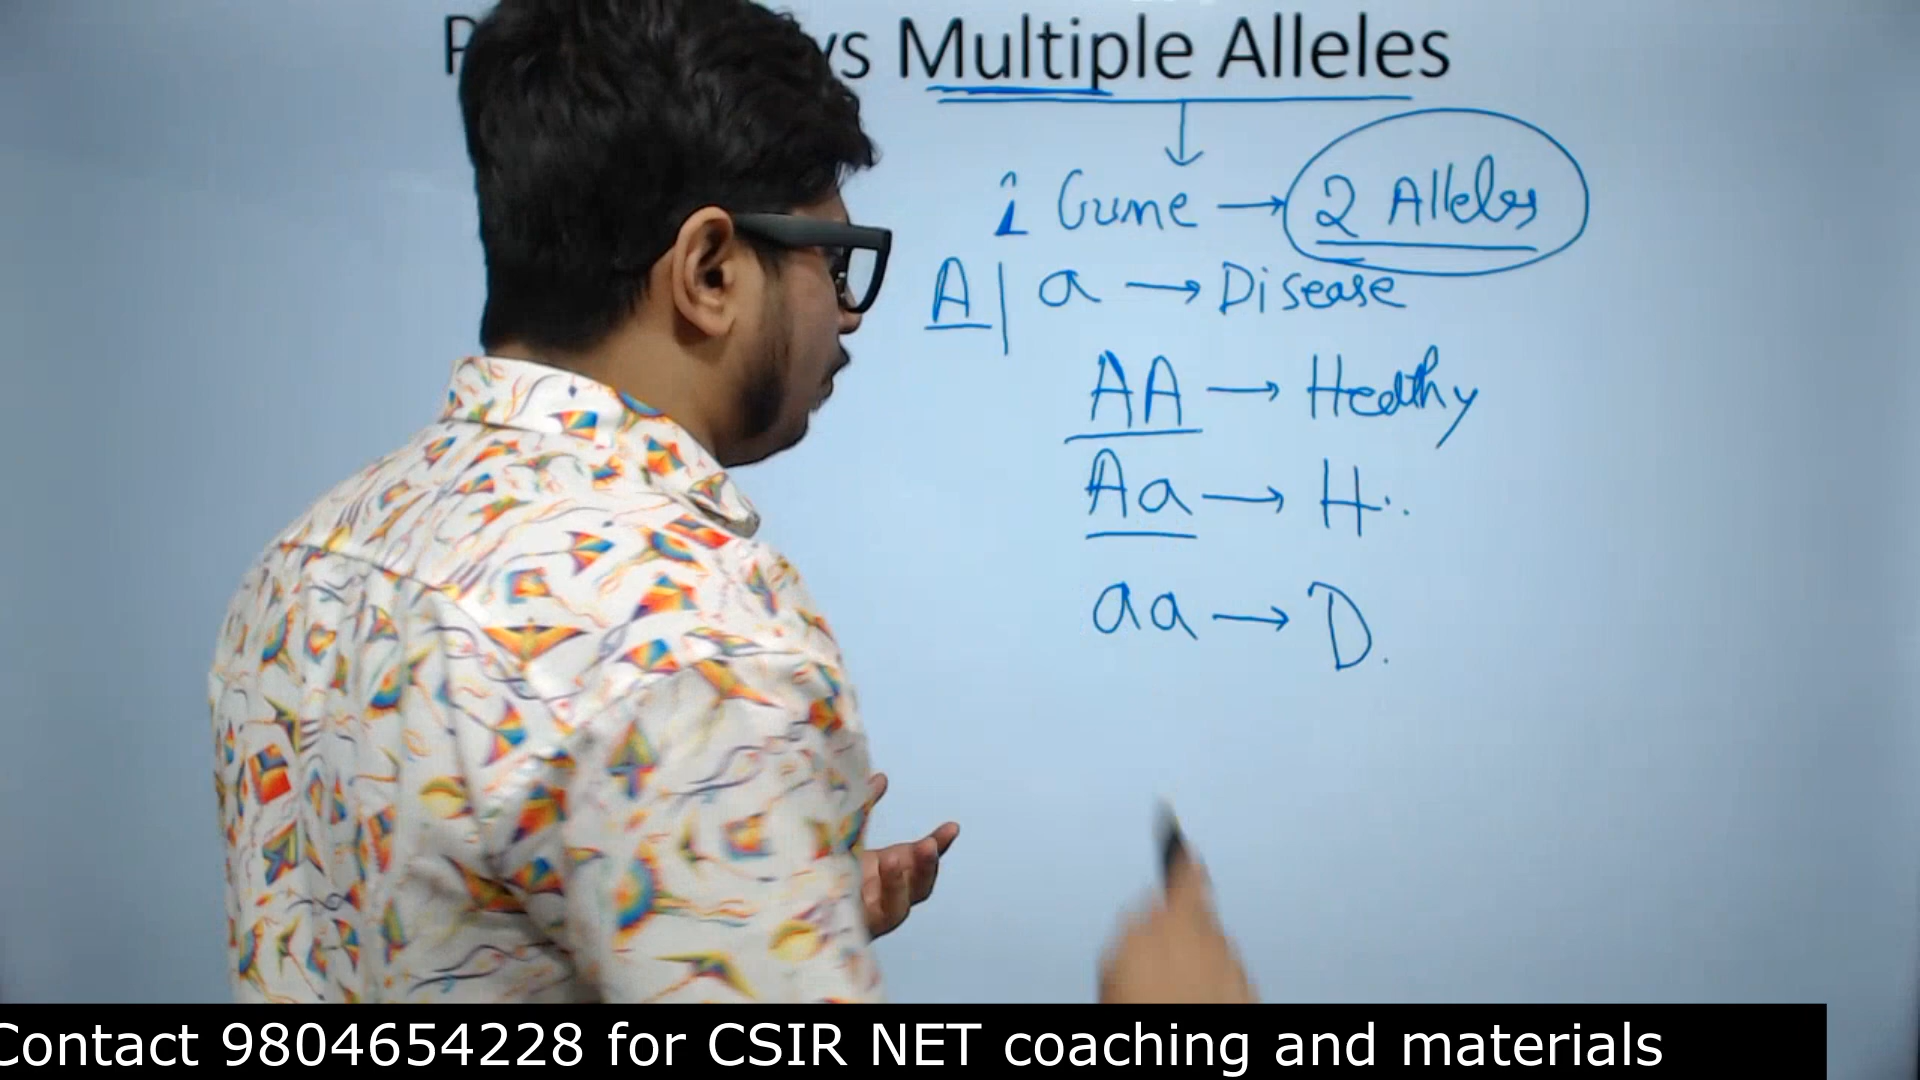 Multiple Alleles
1 Gene → 2 Alleles
A | a → Disease
AA → Healthy
Aa → H.
aa → D.
Contact 9804654228 for CSIR NET coaching and materials